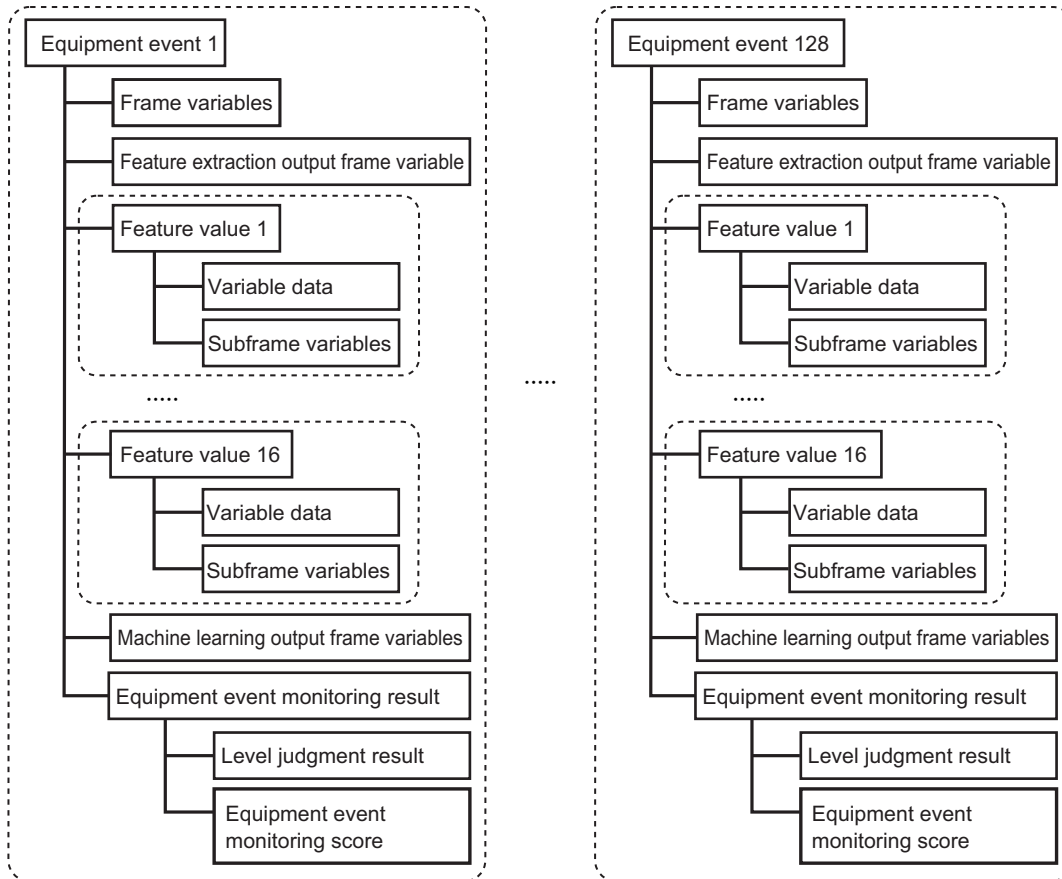 Equipment event 1
Frame variables
Feature extraction output frame variable
Feature value 1
Variable data
Subframe variables
.....
Feature value 16
Variable data
Subframe variables
Machine learning output frame variables
Equipment event monitoring result
Level judgment result
Equipment event
monitoring score
.....
Equipment event 128
Frame variables
Feature extraction output frame variable
Feature value 1
Variable data
Subframe variables
.....
Feature value 16
Variable data
Subframe variables
Machine learning output frame variables
Equipment event monitoring result
Level judgment result
Equipment event
monitoring score